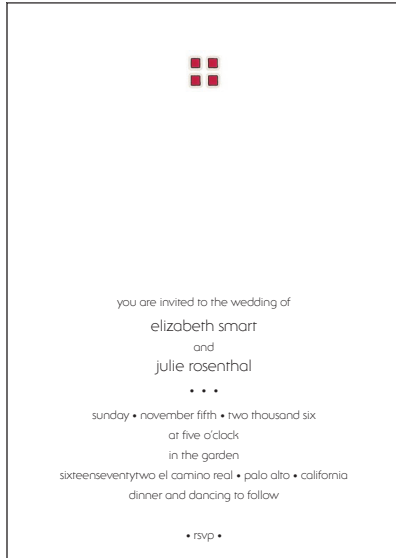 you are invited to the wedding of
elizabeth smart
and
julie rosenthal
• • •
sunday • november fifth • two thousand six
at five o'clock
in the garden
sixteenseventytwo el camino real • palo alto • california
dinner and dancing to follow
• rsvp •